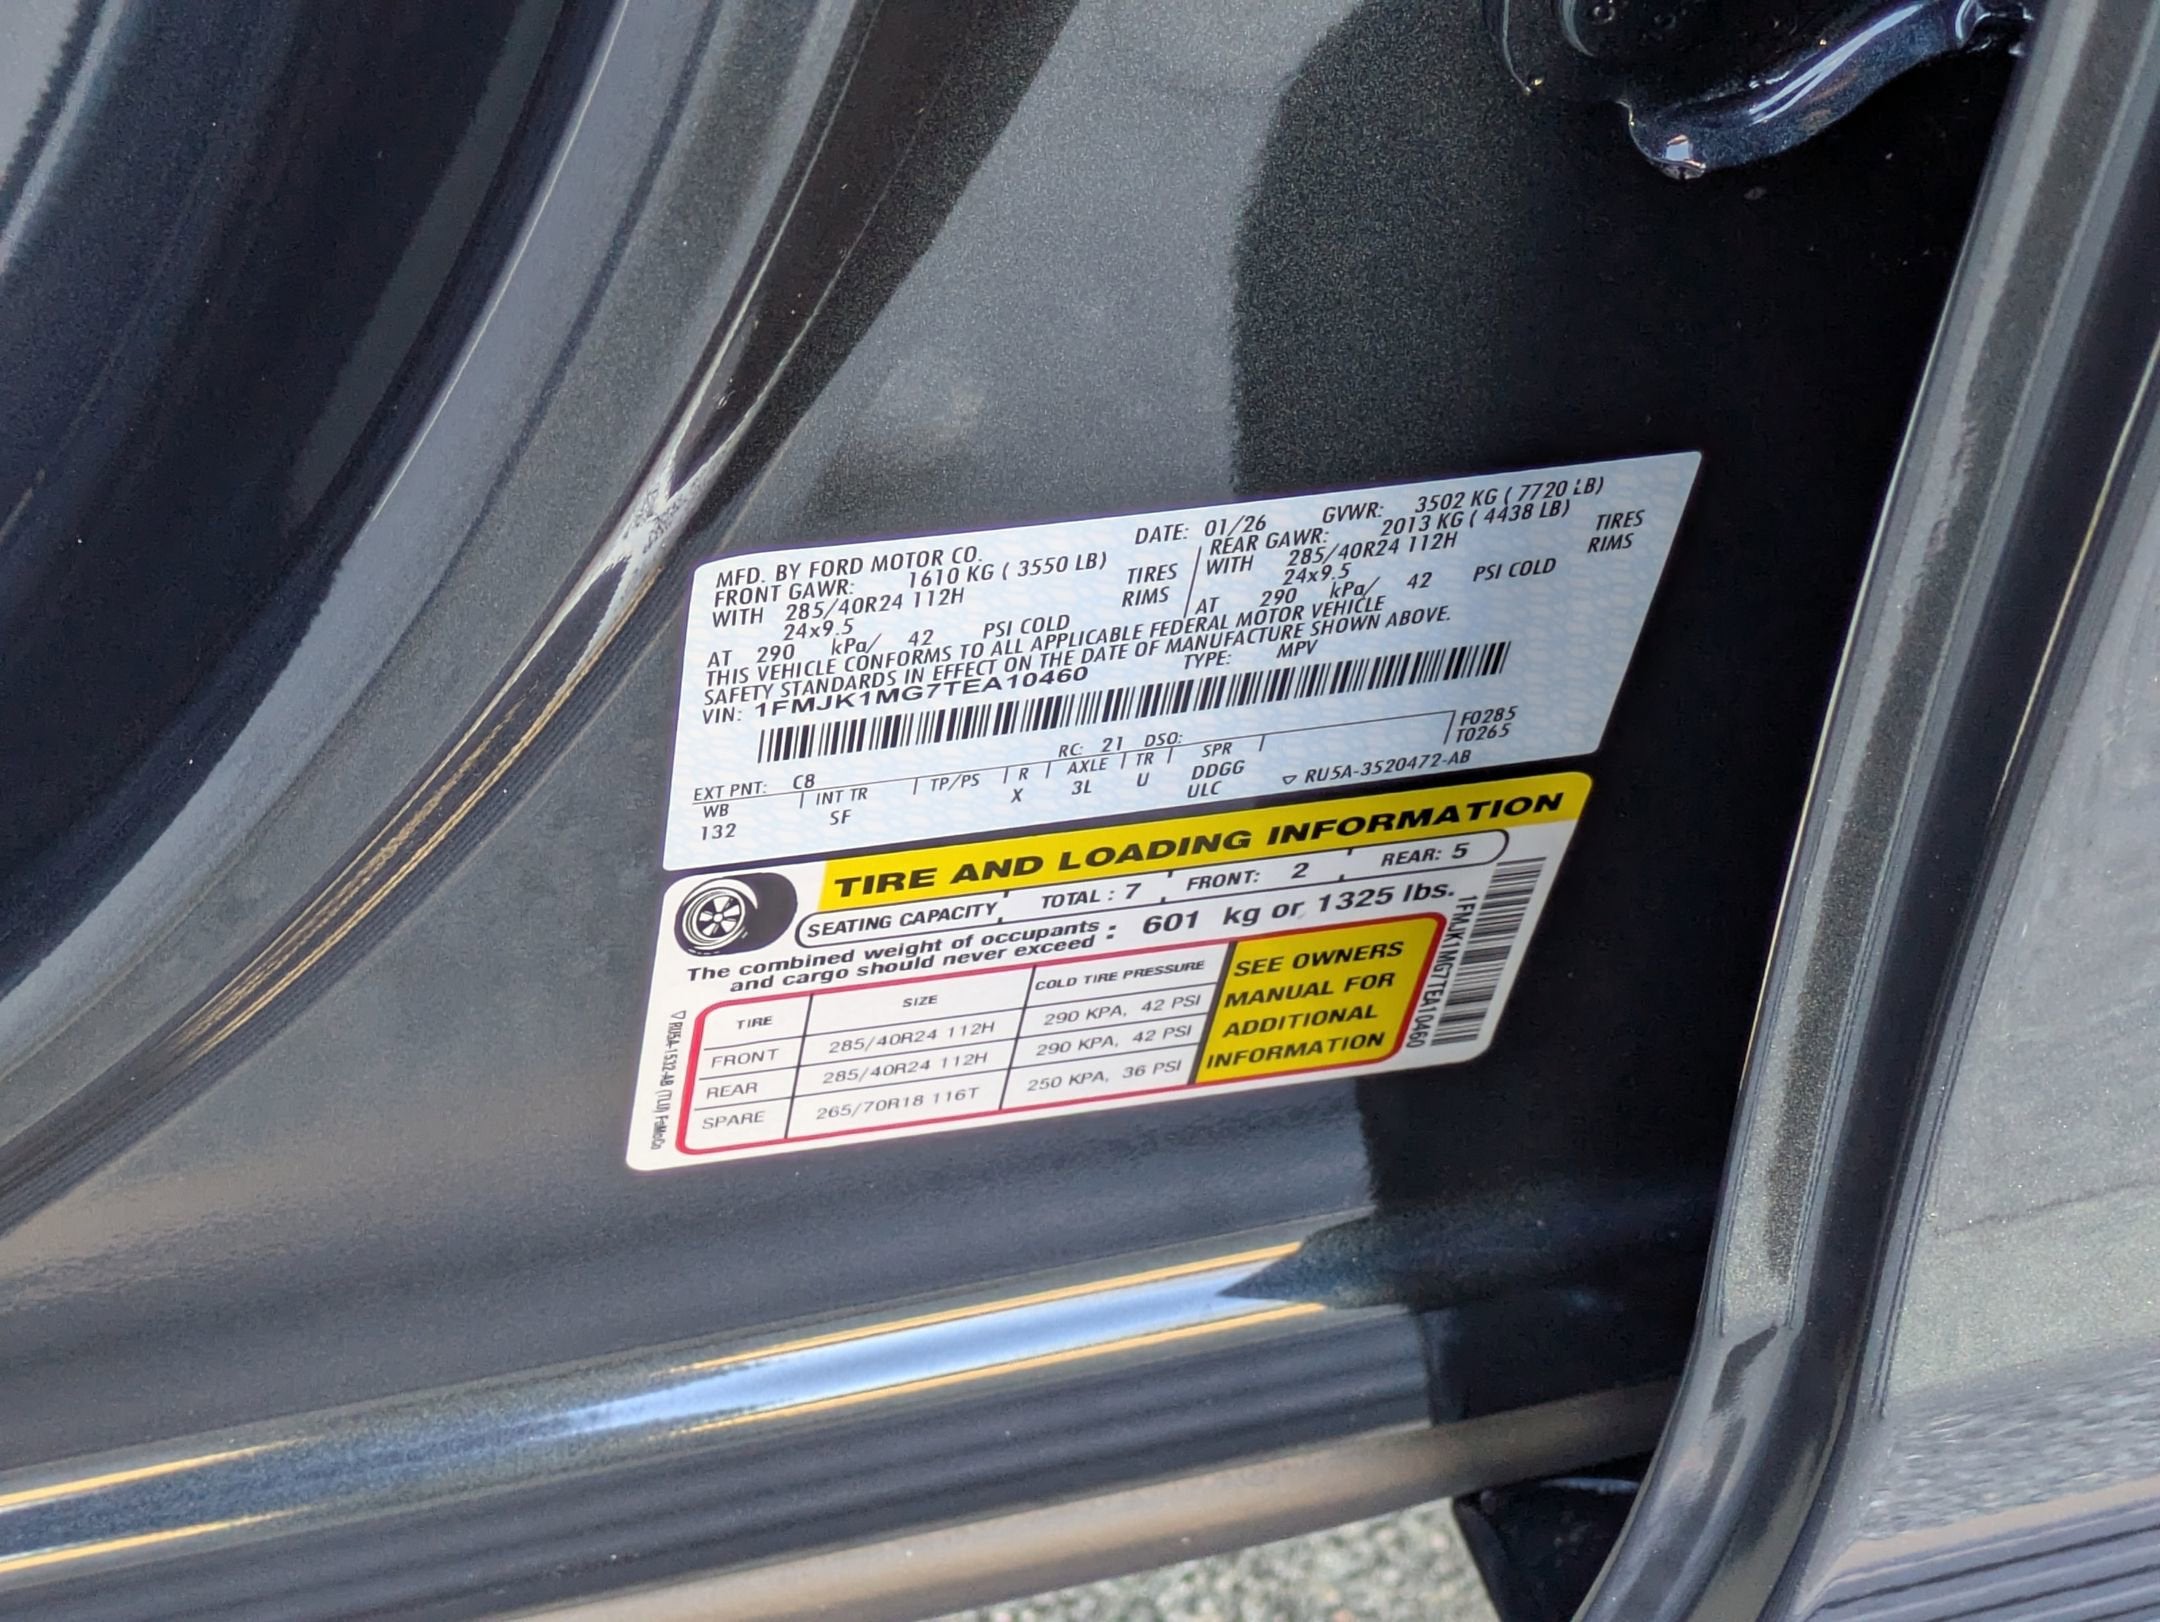 MFD. BY FORD MOTOR CO. DATE: 01/26 GVWR: 3502 KG ( 7720 LB)
FRONT GAWR: 1610 KG ( 3550 LB) REAR GAWR: 2013 KG ( 4438 LB)
WITH 285/40R24 112H TIRES WITH 285/40R24 112H TIRES
24x9.5 RIMS 24x9.5 RIMS
AT 290 kPa/ 42 PSI COLD AT 290 kPa/ 42 PSI COLD
THIS VEHICLE CONFORMS TO ALL APPLICABLE FEDERAL MOTOR VEHICLE
SAFETY STANDARDS IN EFFECT ON THE DATE OF MANUFACTURE SHOWN ABOVE.
VIN: 1FMJK1MG7TEA10460 TYPE: MPV
F0285
T0265
EXT PNT: C8 RC: 21 DSO:
WB INT TR TP/PS R AXLE TR SPR
132 SF X 3L U DDGG
ULC
▽ RU5A-3520472-AB
TIRE AND LOADING INFORMATION
SEATING CAPACITY TOTAL : 7 FRONT: 2 REAR: 5
The combined weight of occupants
and cargo should never exceed : 601 kg or 1325 lbs.
TIRE SIZE COLD TIRE PRESSURE
FRONT 285/40R24 112H 290 KPA, 42 PSI
REAR 285/40R24 112H 290 KPA, 42 PSI
SPARE 265/70R18 116T 250 KPA, 36 PSI
SEE OWNERS
MANUAL FOR
ADDITIONAL
INFORMATION
1FMJK1MG7TEA10460
▽ RU5A-1532-AB (TLU) FoMoCo